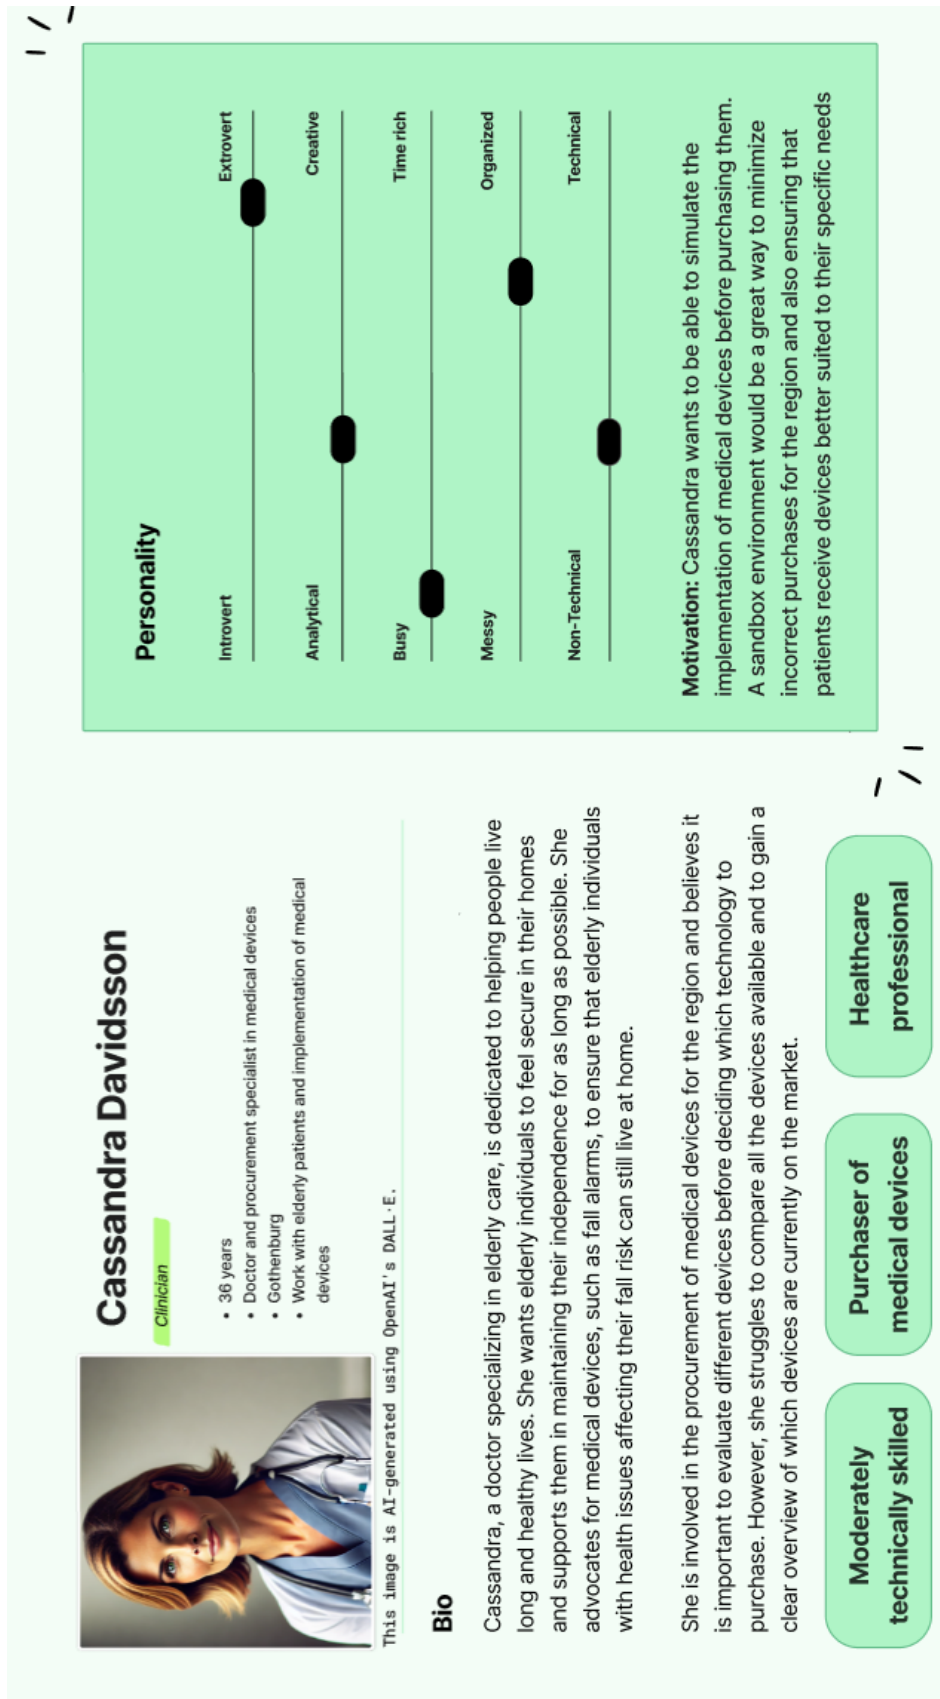 Cassandra Davidsson
Clinician
• 36 years
• Doctor and procurement specialist in medical devices
• Gothenburg
• Work with elderly patients and implementation of medical
devices
This image is AI-generated using OpenAI's DALL·E.
Bio
Cassandra, a doctor specializing in elderly care, is dedicated to helping people live
long and healthy lives. She wants elderly individuals to feel secure in their homes
and supports them in maintaining their independence for as long as possible. She
advocates for medical devices, such as fall alarms, to ensure that elderly individuals
with health issues affecting their fall risk can still live at home.
She is involved in the procurement of medical devices for the region and believes it
is important to evaluate different devices before deciding which technology to
purchase. However, she struggles to compare all the devices available and to gain a
clear overview of which devices are currently on the market.
Moderately
technically skilled
Purchaser of
medical devices
Healthcare
professional
Personality
Introvert Extrovert
Analytical Creative
Busy Time rich
Messy Organized
Non-Technical Technical
Motivation: Cassandra wants to be able to simulate the
implementation of medical devices before purchasing them.
A sandbox environment would be a great way to minimize
incorrect purchases for the region and also ensuring that
patients receive devices better suited to their specific needs